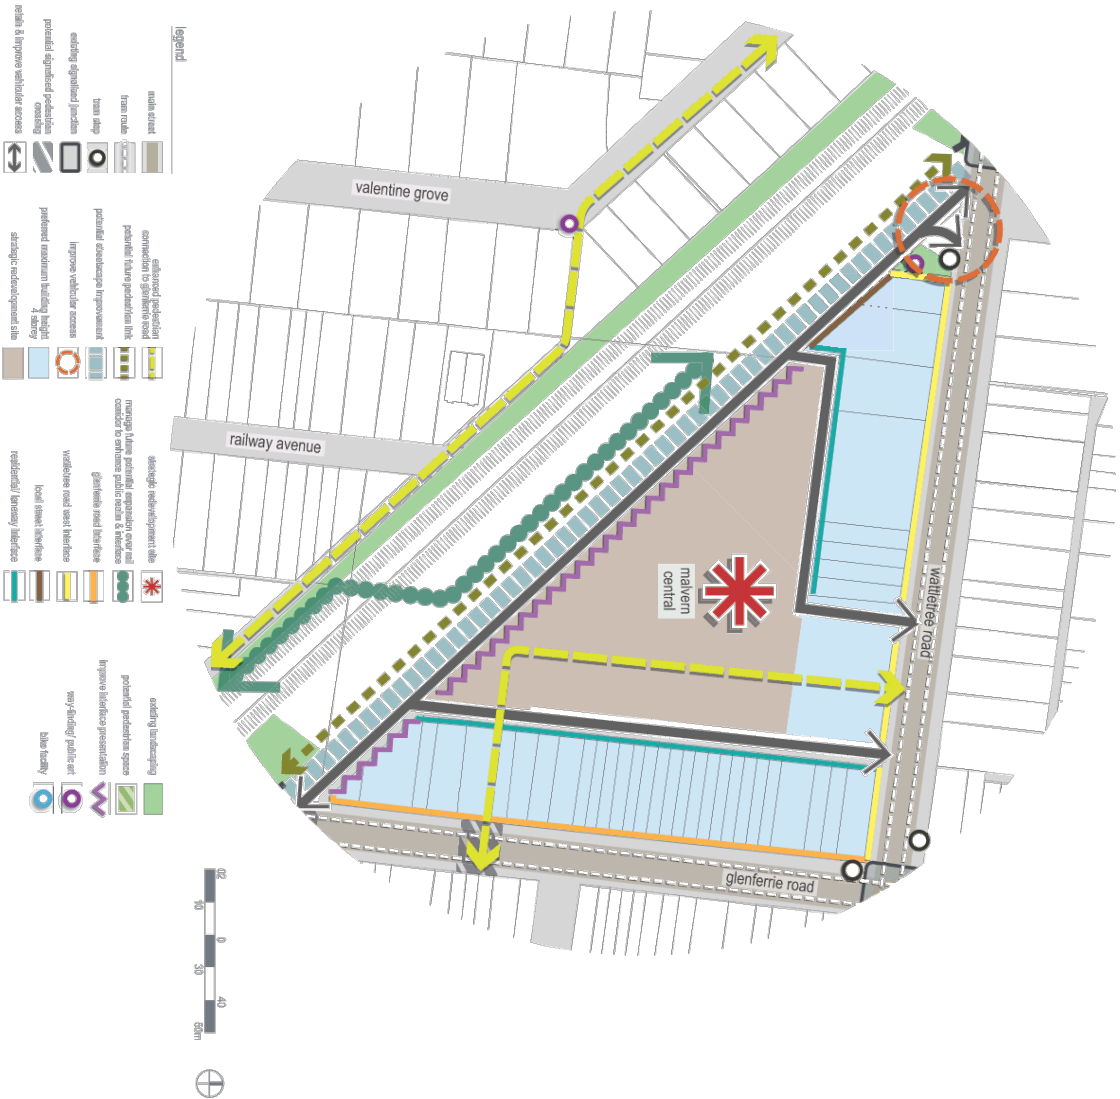 legend
main street
tram route
tram stop
existing signalised junction
potential signalised pedestrian
crossing
retain & improve vehicular access
enhanced pedestrian
connection to glenferrie road
potential future pedestrian link
potential streetscape improvement
improve vehicular access
preferred maximum building height
4 storey
strategic redevelopment site
strategic redevelopment site
manage future potential expansion over rail
corridor to enhance public realm & interface
glenferrie road interface
wattletree road west interface
local street interface
residential/ laneway interface
existing landscaping
potential pedestrian space
improve interface presentation
way-finding/ public art
bike facility
valentine grove
railway avenue
malvern
central
wattletree road
glenferrie road
20
10
0
30
40
50m